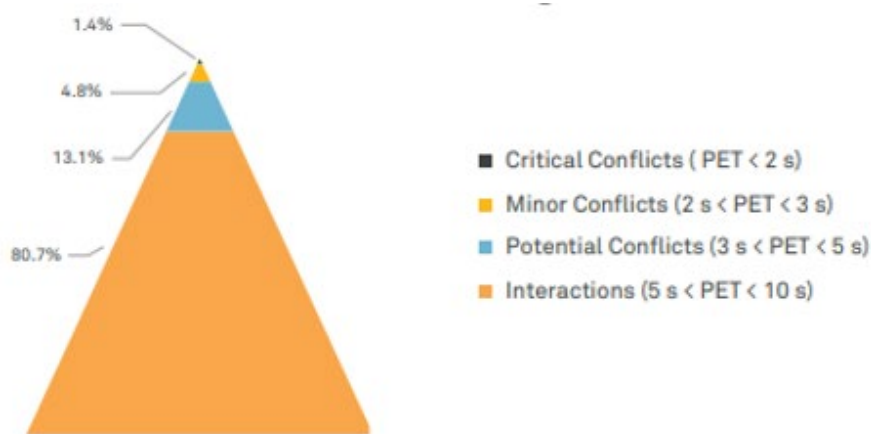 1.4%
4.8%
13.1%
80.7%
Critical Conflicts ( PET < 2 s)
Minor Conflicts (2 s < PET < 3 s)
Potential Conflicts (3 s < PET < 5 s)
Interactions (5 s < PET < 10 s)